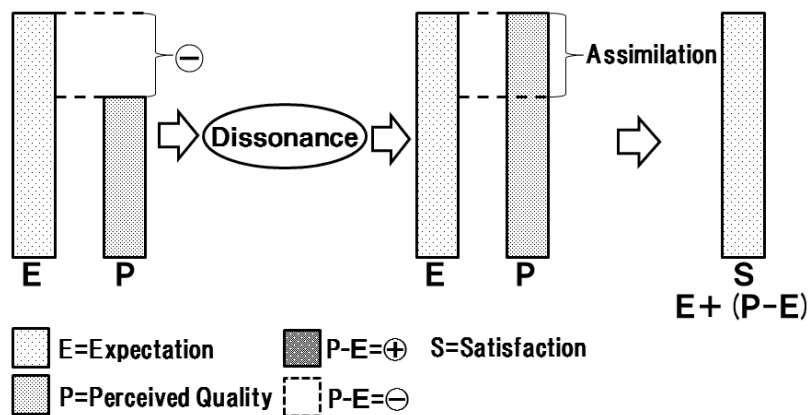 ⊖
Assimilation
Dissonance
E P E P S
E+ (P-E)
E=Expectation P-E=⊕ S=Satisfaction
P=Perceived Quality P-E=⊖